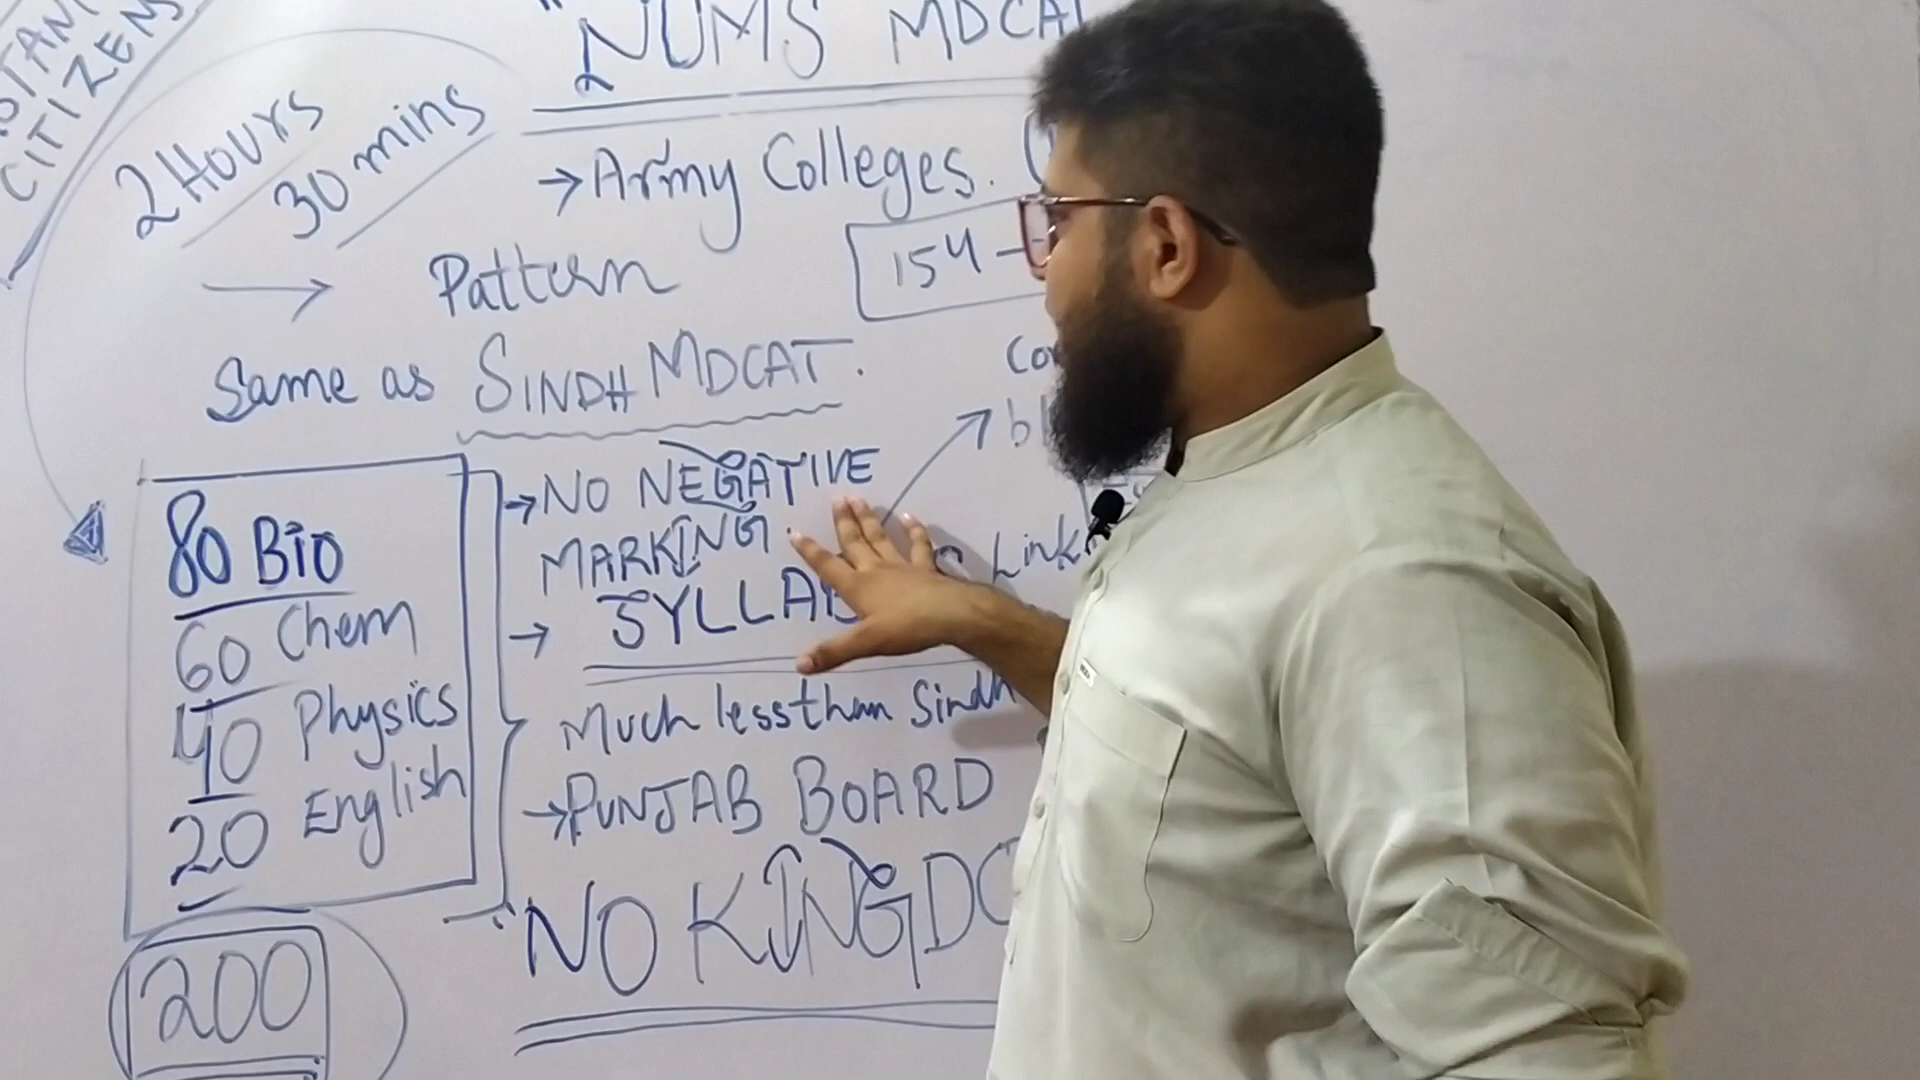 CITIZENS
"NUMS MDCAT
2 Hours
30 mins
→ Army Colleges.
154 –
→ Pattern
Same as SINDH MDCAT.
→ NO NEGATIVE
MARKING.
→ SYLLAB
Link
Much less than Sindh
→ PUNJAB BOARD
"NO KINGDO
80 Bio
60 Chem
40 Physics
20 English
200